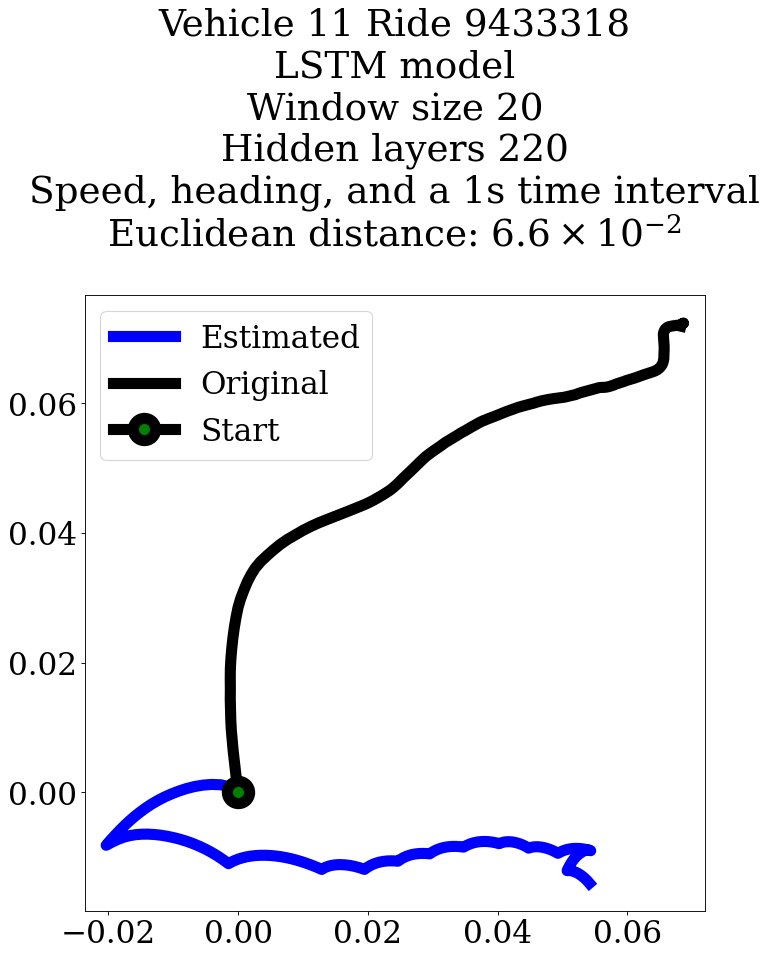 Vehicle 11 Ride 9433318
LSTM model
Window size 20
Hidden layers 220
Speed, heading, and a 1s time interval
Euclidean distance: 6.6 × 10⁻²
Estimated
Original
Start
0.06
0.04
0.02
0.00
−0.02 0.00 0.02 0.04 0.06